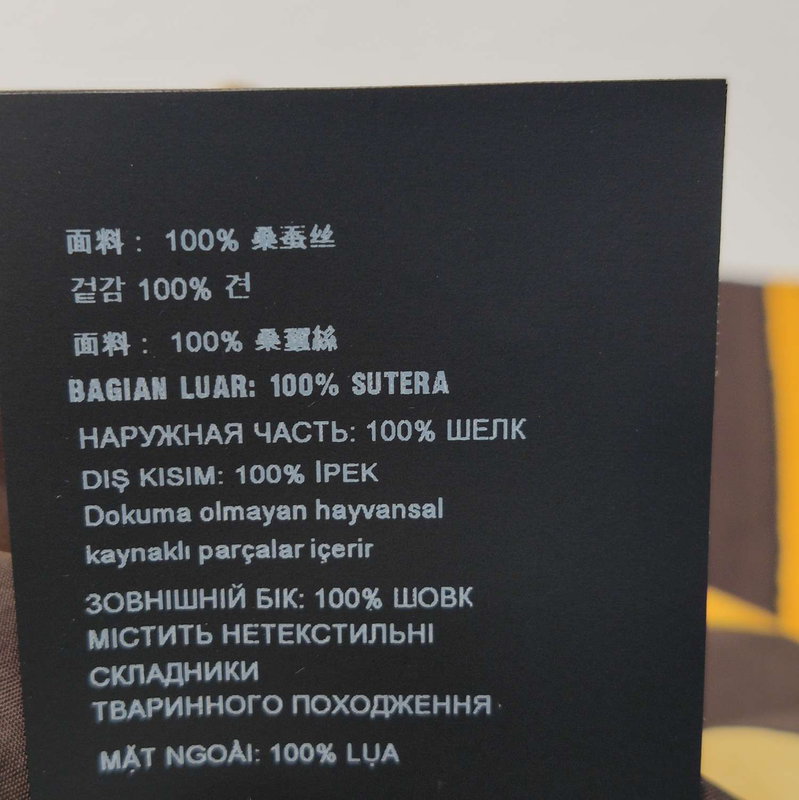 面料： 100% 桑蚕丝
겉감 100% 견
面料： 100% 桑蠶絲
BAGIAN LUAR: 100% SUTERA
НАРУЖНАЯ ЧАСТЬ: 100% ШЕЛК
DIŞ KISIM: 100% İPEK
Dokuma olmayan hayvansal
kaynaklı parçalar içerir
ЗОВНІШНІЙ БІК: 100% ШОВК
МІСТИТЬ НЕТЕКСТИЛЬНІ
СКЛАДНИКИ
ТВАРИННОГО ПОХОДЖЕННЯ
MẶT NGOÀI: 100% LỤA